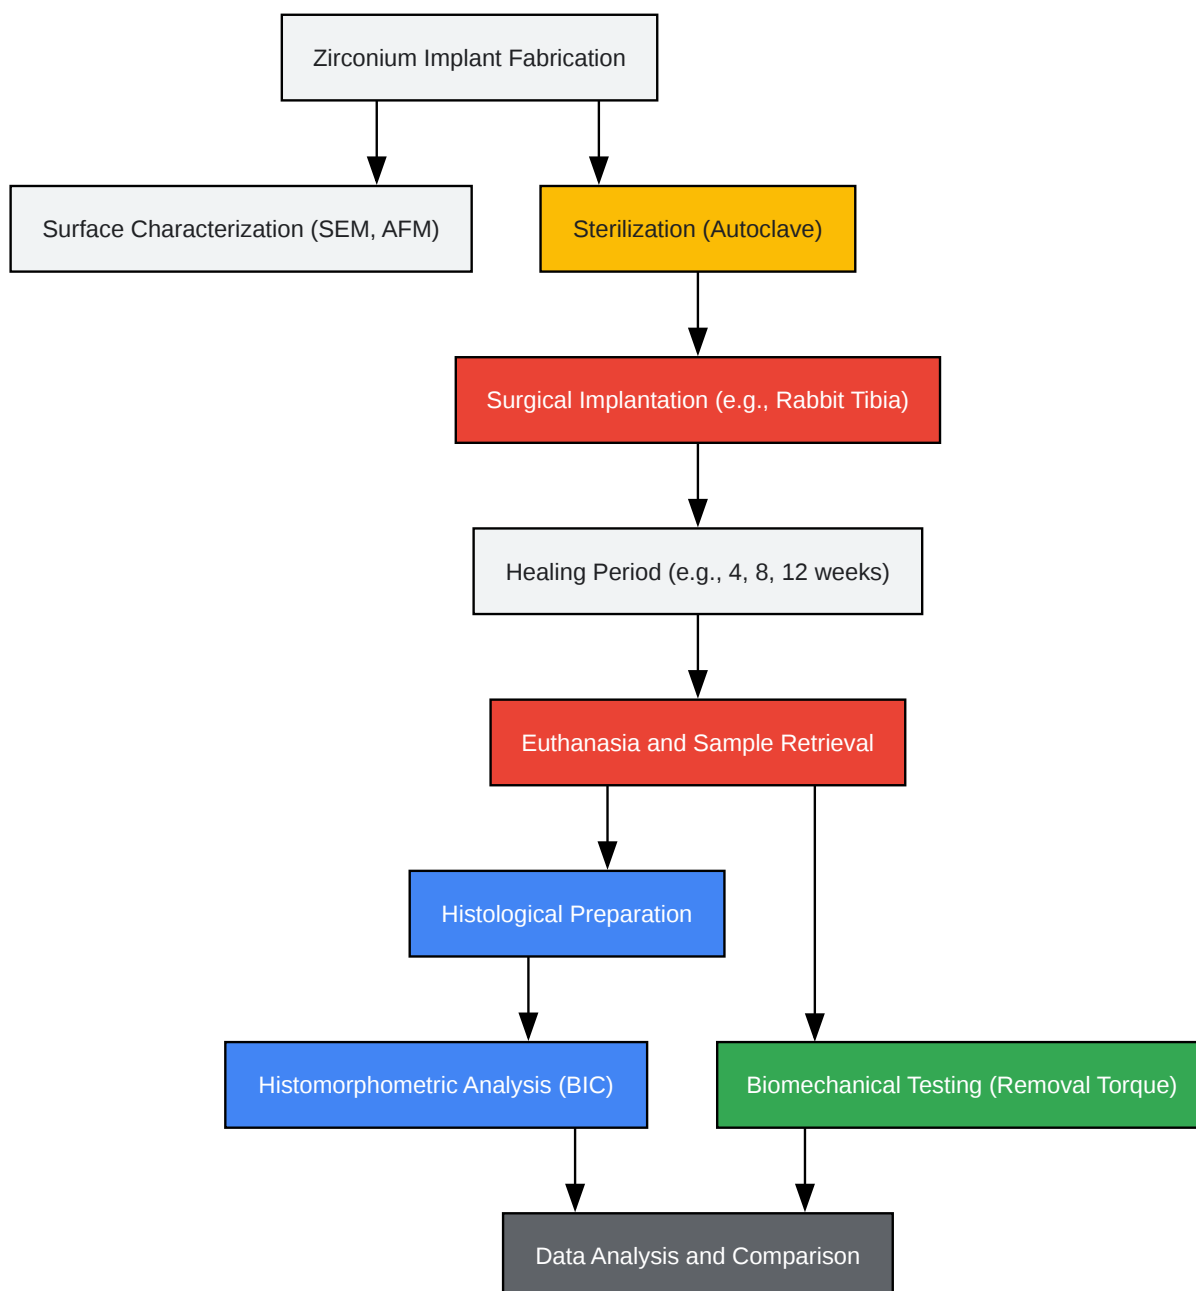 Zirconium Implant Fabrication
Surface Characterization (SEM, AFM)
Sterilization (Autoclave)
Surgical Implantation (e.g., Rabbit Tibia)
Healing Period (e.g., 4, 8, 12 weeks)
Euthanasia and Sample Retrieval
Histological Preparation
Histomorphometric Analysis (BIC)
Biomechanical Testing (Removal Torque)
Data Analysis and Comparison